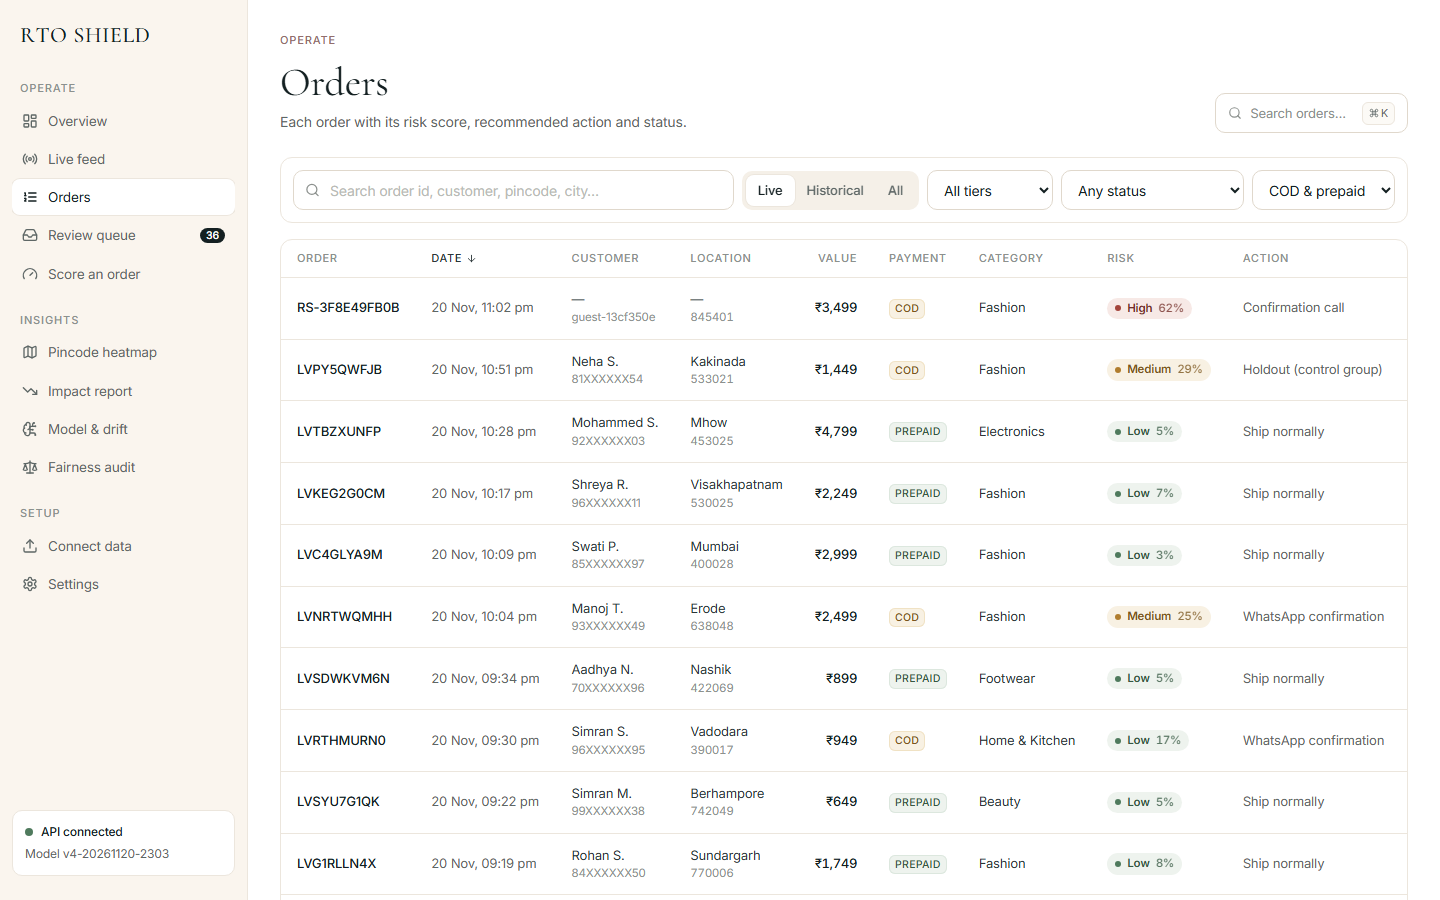 RTO SHIELD
OPERATE
Overview
Live feed
Orders
Review queue 36
Score an order
INSIGHTS
Pincode heatmap
Impact report
Model & drift
Fairness audit
SETUP
Connect data
Settings
API connected
Model v4-20261120-2303
OPERATE
Orders
Each order with its risk score, recommended action and status.
Search orders... ⌘K
Search order id, customer, pincode, city... Live Historical All All tiers Any status COD & prepaid
ORDER DATE ↓ CUSTOMER LOCATION VALUE PAYMENT CATEGORY RISK ACTION
RS-3F8E49FB0B 20 Nov, 11:02 pm — — ₹3,499 COD Fashion High 62% Confirmation call
guest-13cf350e 845401
LVPY5QWFJB 20 Nov, 10:51 pm Neha S. Kakinada ₹1,449 COD Fashion Medium 29% Holdout (control group)
81XXXXXX54 533021
LVTBZXUNFP 20 Nov, 10:28 pm Mohammed S. Mhow ₹4,799 PREPAID Electronics Low 5% Ship normally
92XXXXXX03 453025
LVKEG2G0CM 20 Nov, 10:17 pm Shreya R. Visakhapatnam ₹2,249 PREPAID Fashion Low 7% Ship normally
96XXXXXX11 530025
LVC4GLYA9M 20 Nov, 10:09 pm Swati P. Mumbai ₹2,999 PREPAID Fashion Low 3% Ship normally
85XXXXXX97 400028
LVNRTWQMHH 20 Nov, 10:04 pm Manoj T. Erode ₹2,499 COD Fashion Medium 25% WhatsApp confirmation
93XXXXXX49 638048
LVSDWKVM6N 20 Nov, 09:34 pm Aadhya N. Nashik ₹899 PREPAID Footwear Low 5% Ship normally
70XXXXXX96 422069
LVRTHMURN0 20 Nov, 09:30 pm Simran S. Vadodara ₹949 COD Home & Kitchen Low 17% WhatsApp confirmation
96XXXXXX95 390017
LVSYU7G1QK 20 Nov, 09:22 pm Simran M. Berhampore ₹649 PREPAID Beauty Low 5% Ship normally
99XXXXXX38 742049
LVG1RLLN4X 20 Nov, 09:19 pm Rohan S. Sundargarh ₹1,749 PREPAID Fashion Low 8% Ship normally
84XXXXXX50 770006